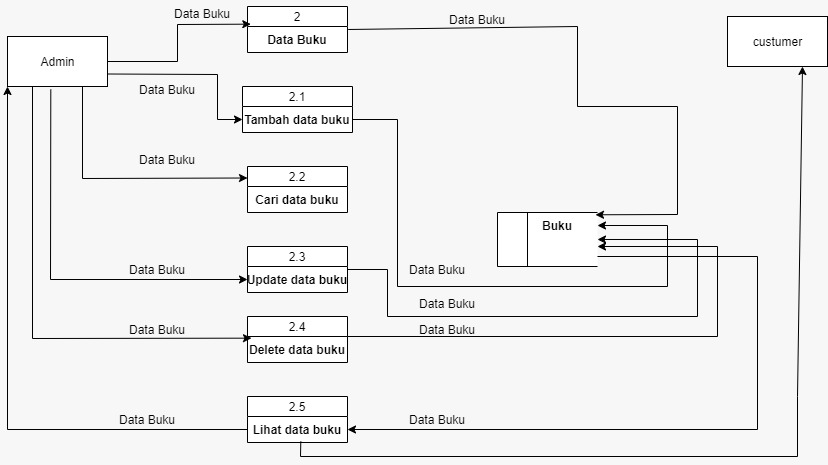 Data Buku
2
Data Buku
Data Buku
custumer
Admin
Data Buku
2.1
Tambah data buku
Data Buku
2.2
Cari data buku
Buku
2.3
Data Buku
Update data buku
Data Buku
Data Buku
2.4
Data Buku
Delete data buku
Data Buku
2.5
Data Buku
Lihat data buku
Data Buku